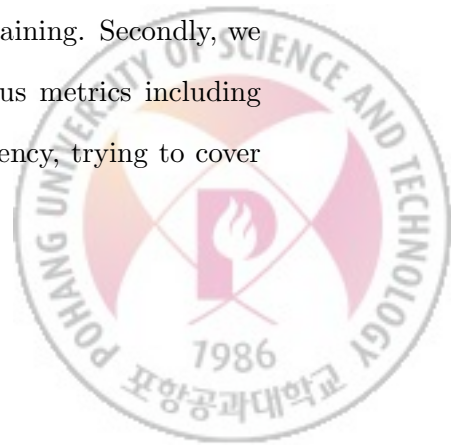 aining. Secondly, we
us metrics including
ency, trying to cover
POHANG UNIVERSITY OF SCIENCE AND TECHNOLOGY
1986
포항공과대학교